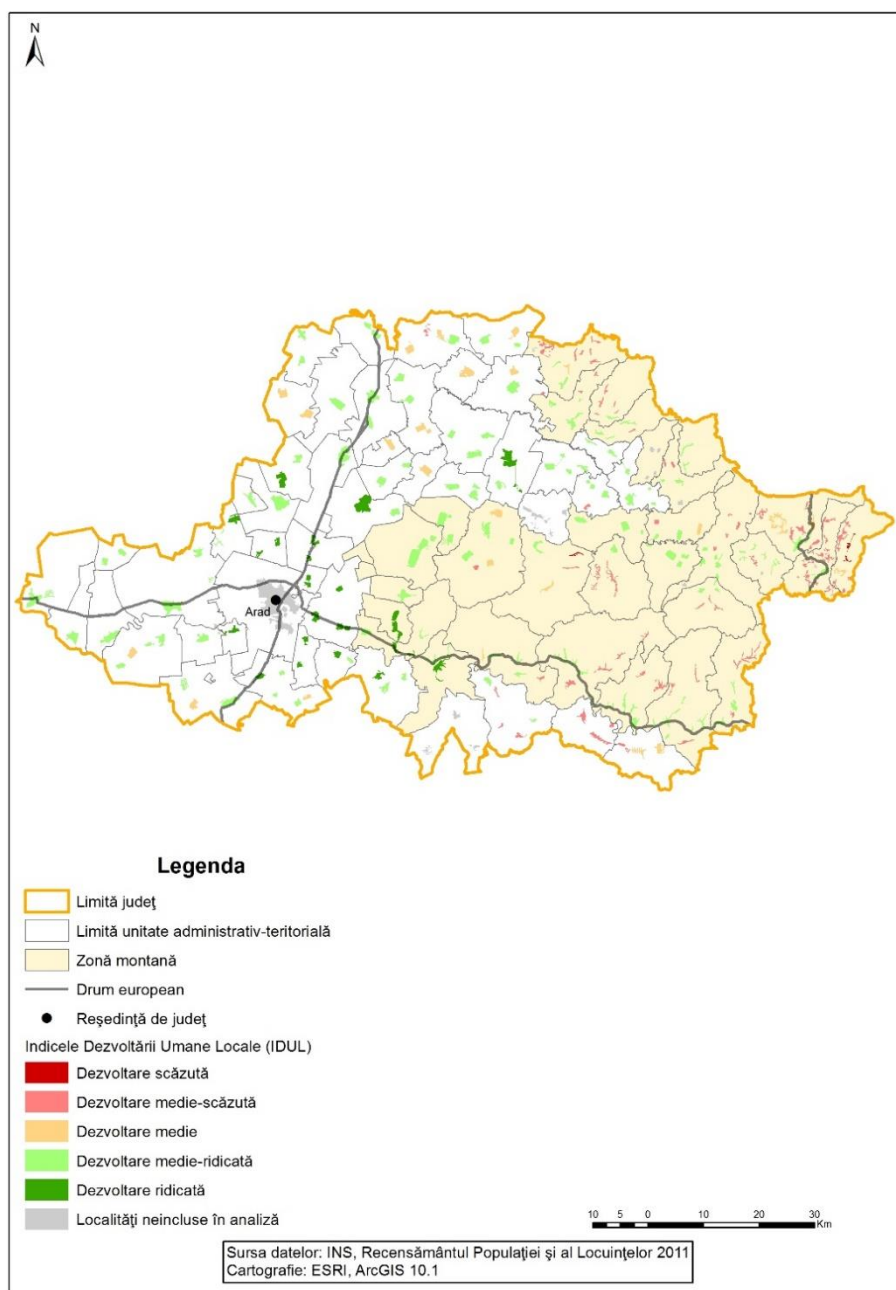 N
Arad
Legenda
Limită judeţ
Limită unitate administrativ-teritorială
Zonă montană
Drum european
Reşedinţă de judeţ
Indicele Dezvoltării Umane Locale (IDUL)
Dezvoltare scăzută
Dezvoltare medie-scăzută
Dezvoltare medie
Dezvoltare medie-ridicată
Dezvoltare ridicată
Localităţi neincluse în analiză
10 5 0 10 20 30
Km
Sursa datelor: INS, Recensământul Populaţiei şi al Locuinţelor 2011
Cartografie: ESRI, ArcGIS 10.1